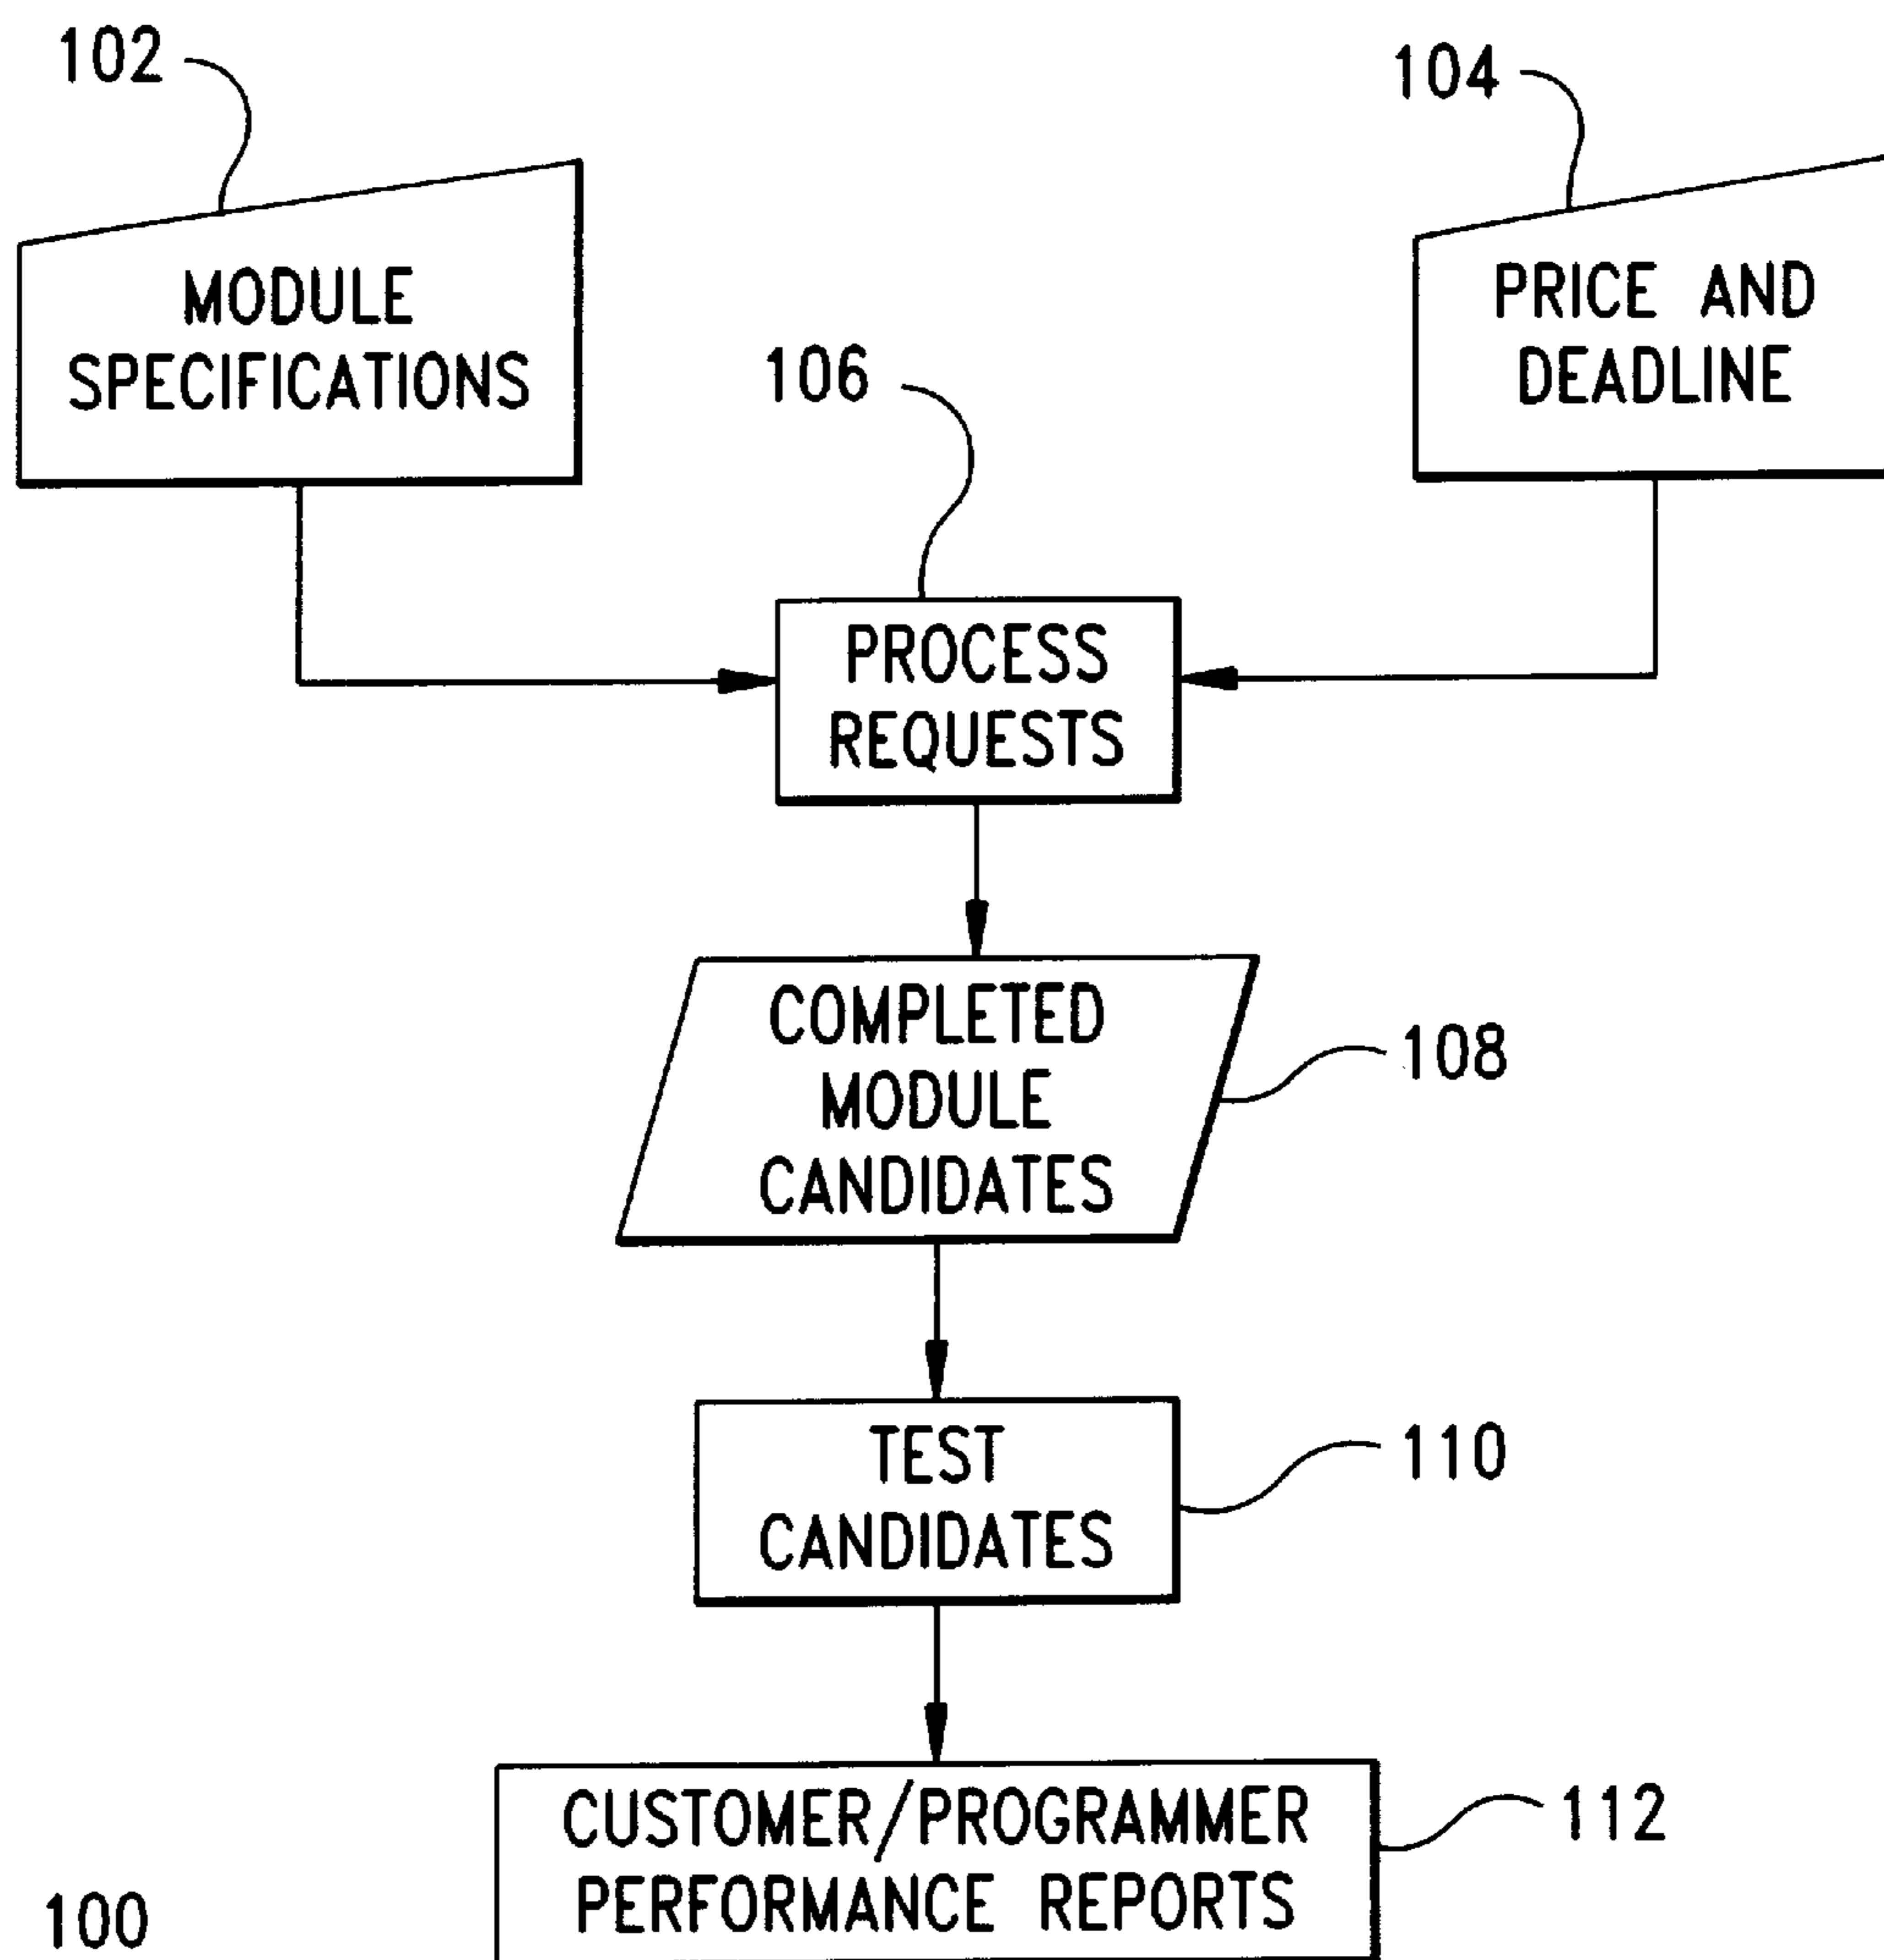 102
104
MODULE
SPECIFICATIONS
PRICE AND
DEADLINE
106
PROCESS
REQUESTS
COMPLETED
MODULE
CANDIDATES
108
TEST
CANDIDATES
110
CUSTOMER/PROGRAMMER
PERFORMANCE REPORTS
112
100